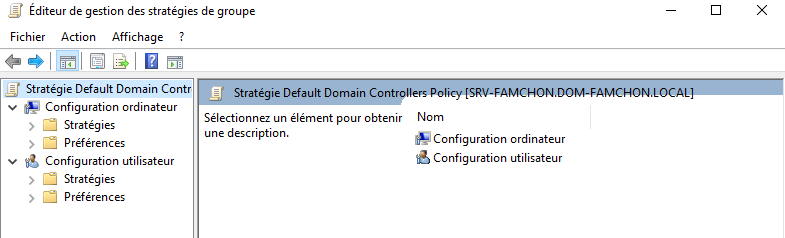 Éditeur de gestion des stratégies de groupe
Fichier Action Affichage ?
Stratégie Default Domain Contr
Configuration ordinateur
Stratégies
Préférences
Configuration utilisateur
Stratégies
Préférences
Stratégie Default Domain Controllers Policy [SRV-FAMCHON.DOM-FAMCHON.LOCAL]
Sélectionnez un élément pour obtenir
une description.
Nom
Configuration ordinateur
Configuration utilisateur